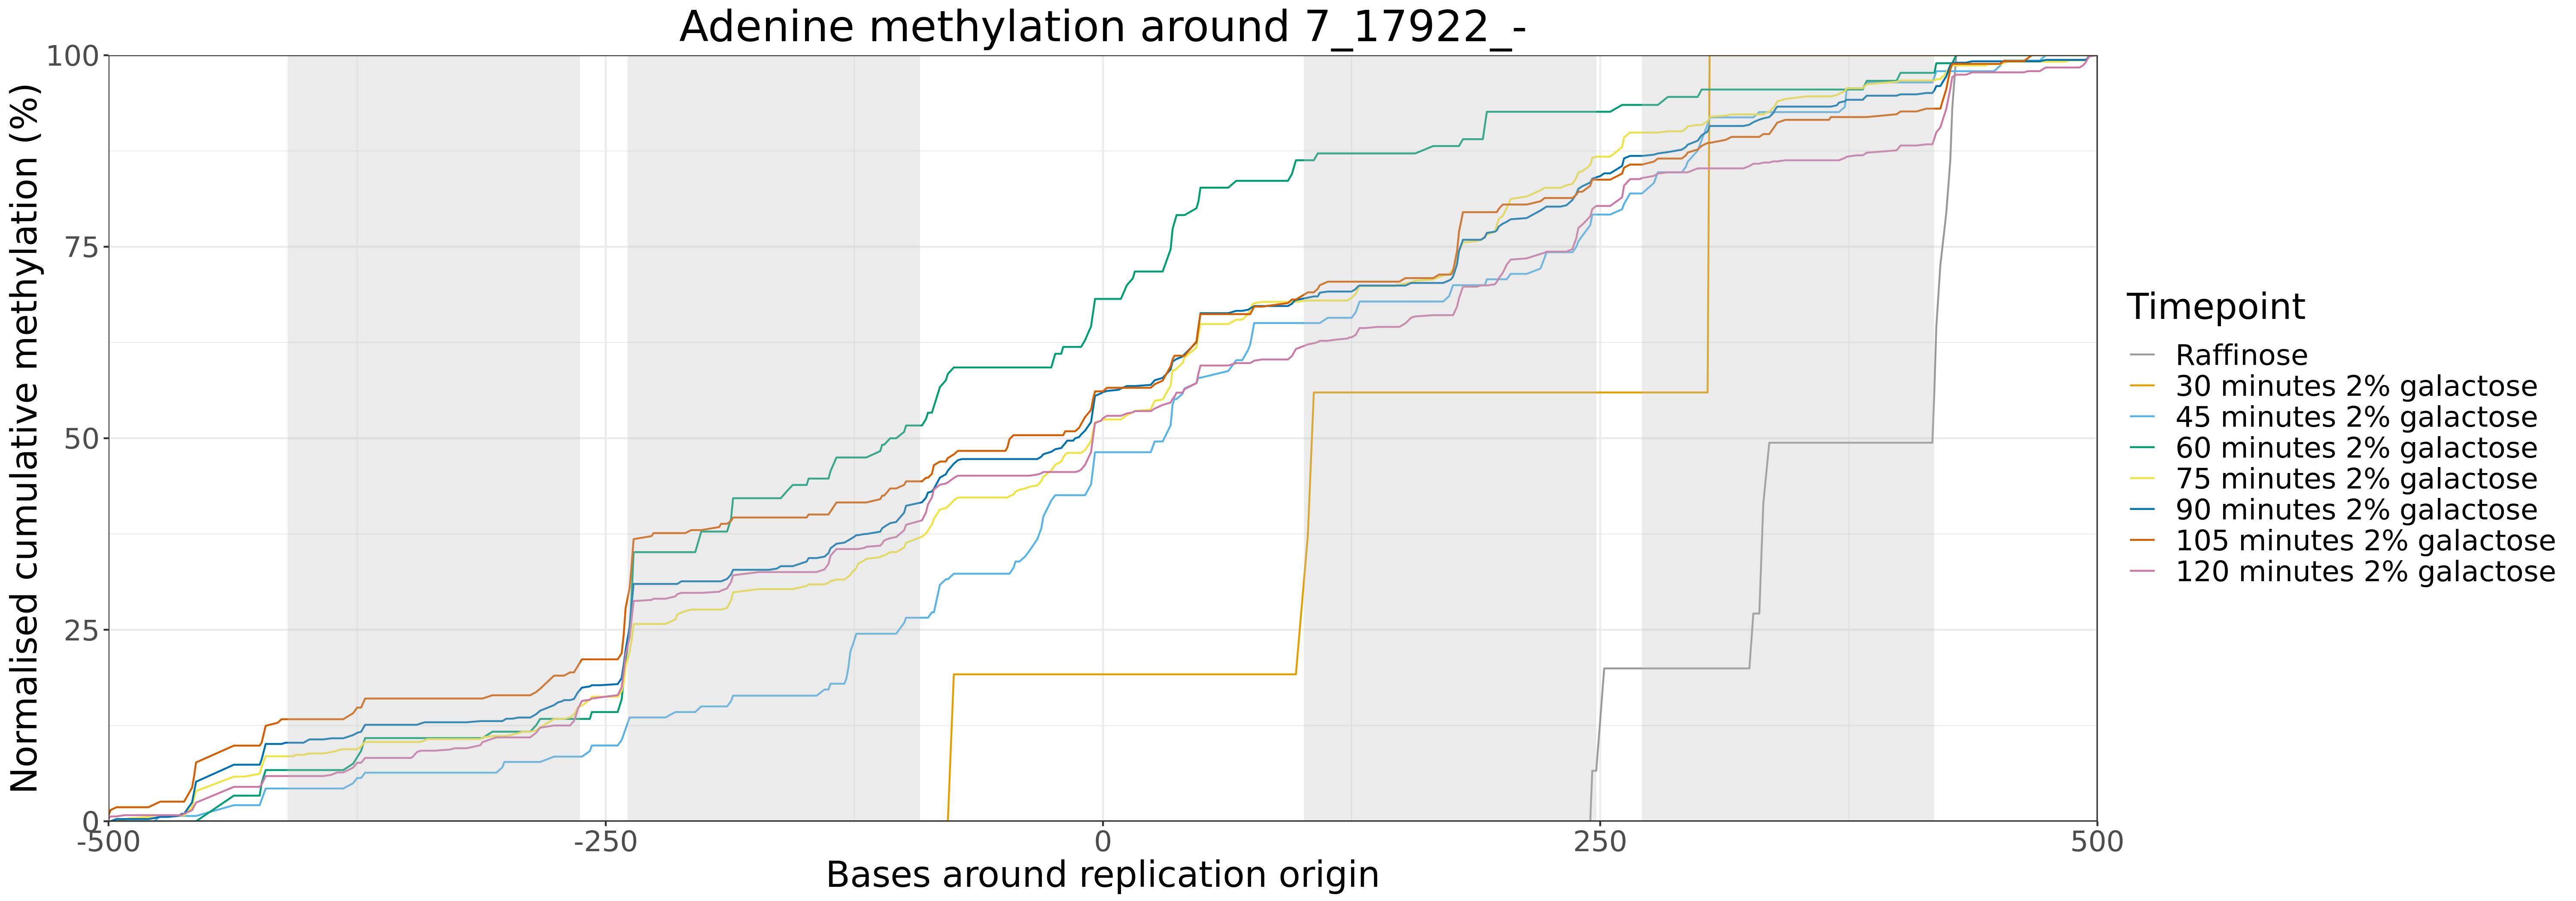 Adenine methylation around 7_17922_-
Normalised cumulative methylation (%)
100
75
50
25
0
-500
-250
0
250
500
Bases around replication origin
Timepoint
Raffinose
30 minutes 2% galactose
45 minutes 2% galactose
60 minutes 2% galactose
75 minutes 2% galactose
90 minutes 2% galactose
105 minutes 2% galactose
120 minutes 2% galactose